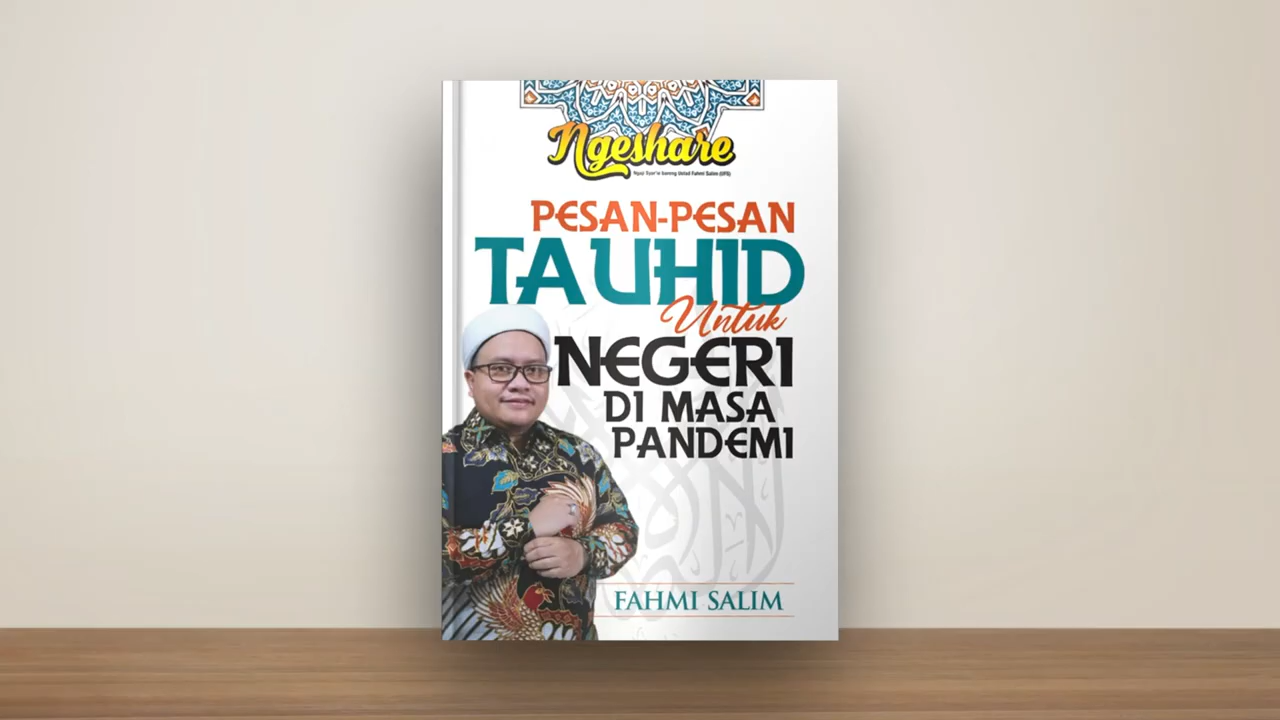 Ngeshare
Ngaji Syar'ie bareng Ustad Fahmi Salim (UFS)
PESAN-PESAN
TAUHID
Untuk
NEGERI
DI MASA
PANDEMI
FAHMI SALIM